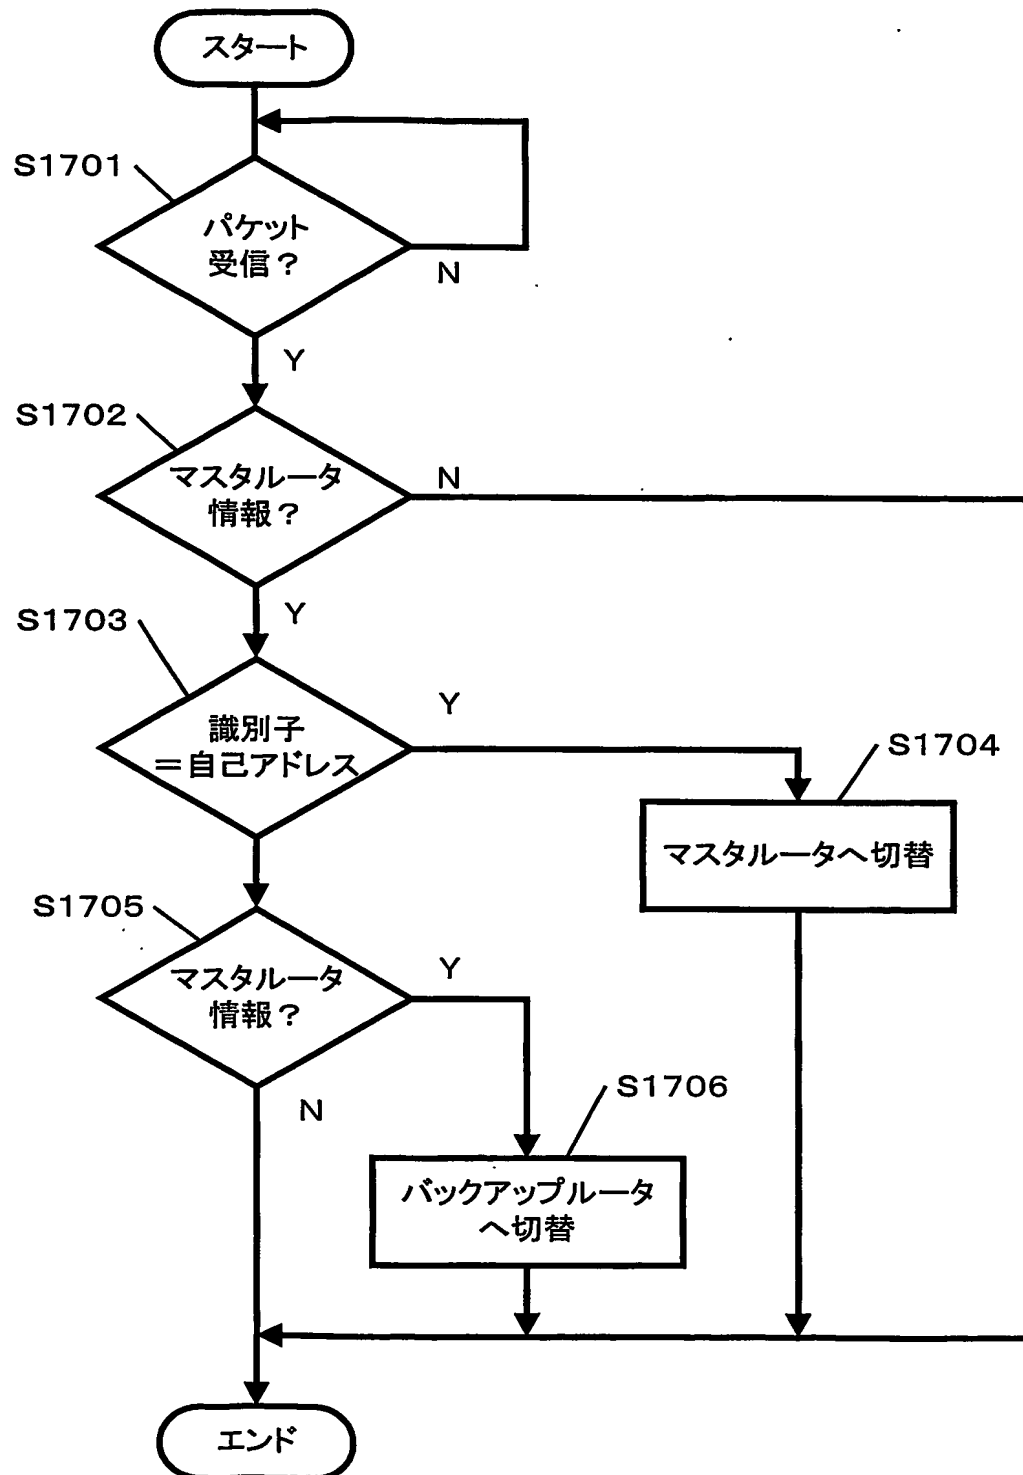 スタート
S1701
パケット
受信?
N
Y
S1702
マスタルータ
情報?
N
Y
S1703
識別子
=自己アドレス
Y
S1704
マスタルータへ切替
S1705
マスタルータ
情報?
Y
N
S1706
バックアップルータ
へ切替
エンド